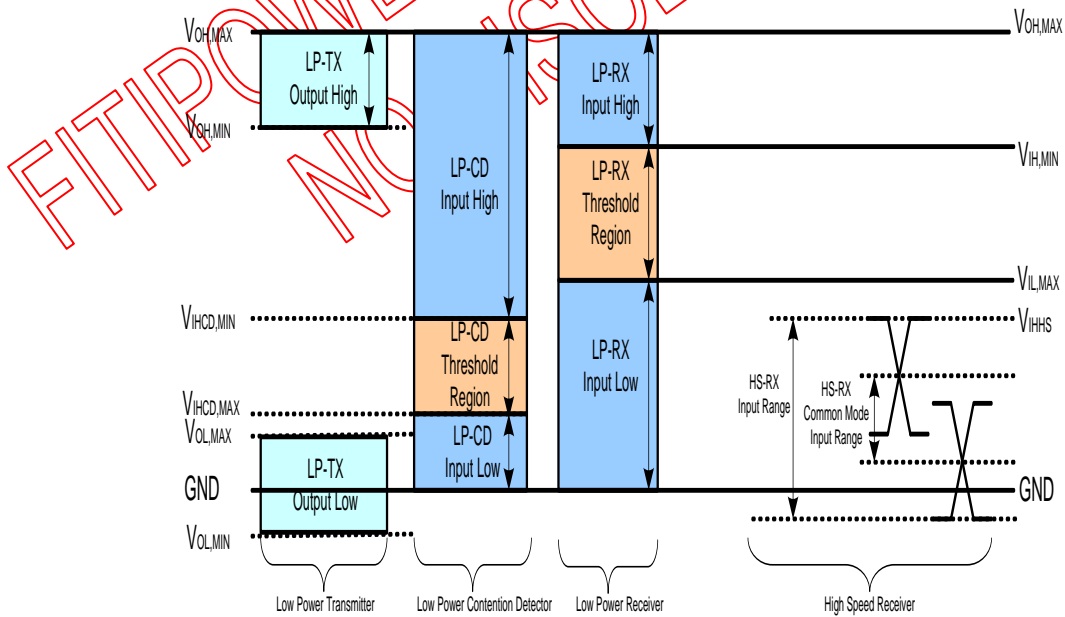 FITIPOWE
NO
VOH,MAX
VOH,MAX
LP-TX
Output High
LP-RX
Input High
VOH,MIN
VIH,MIN
LP-CD
Input High
LP-RX
Threshold
Region
VIL,MAX
VIHCD,MIN
VIHHS
LP-CD
Threshold
Region
LP-RX
Input Low
HS-RX
Input Range
HS-RX
Common Mode
Input Range
VIHCD,MAX
VOL,MAX
LP-CD
Input Low
LP-TX
Output Low
GND
GND
VOL,MIN
Low Power Transmitter
Low Power Contention Detector
Low Power Receiver
High Speed Receiver